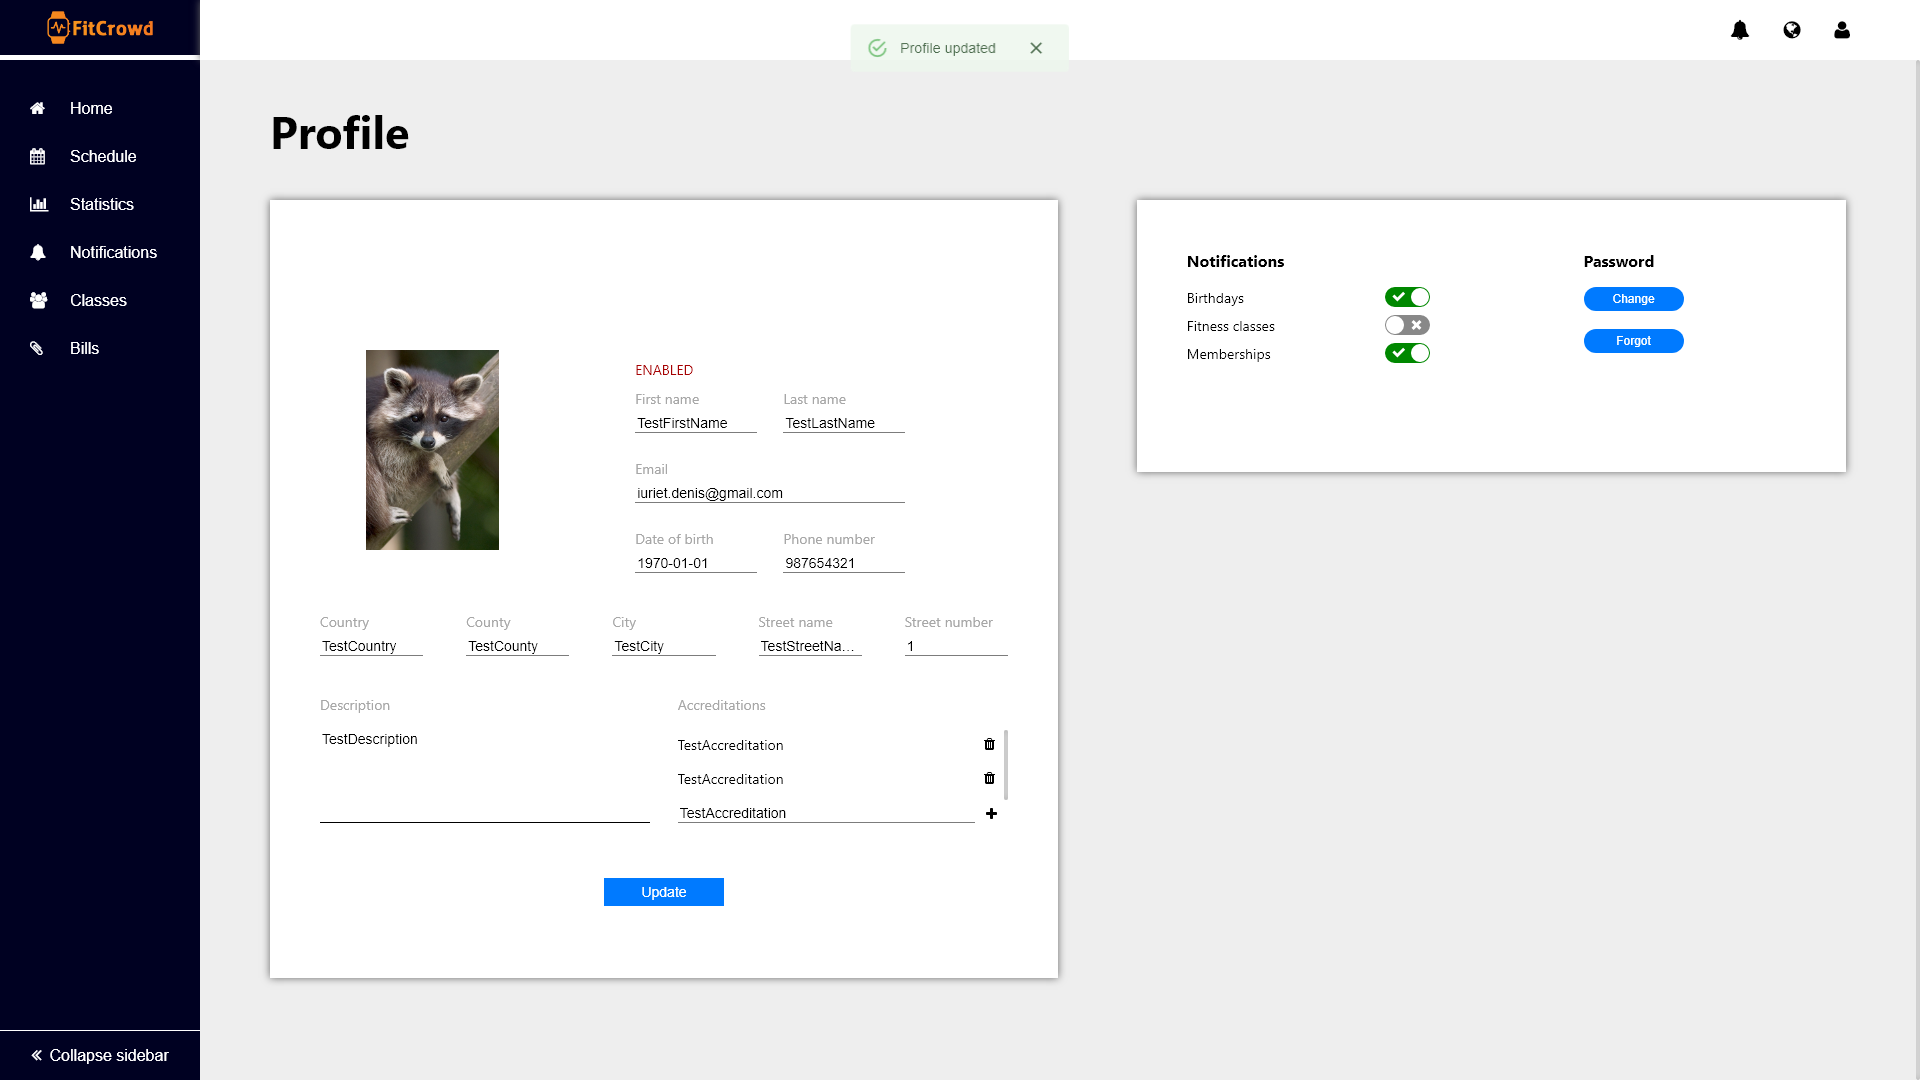 FitCrowd
Profile updated
Home
Schedule
Statistics
Notifications
Classes
Bills
Collapse sidebar
Profile
ENABLED
First name Last name
TestFirstName TestLastName
Email
iuriet.denis@gmail.com
Date of birth Phone number
1970-01-01 987654321
Country County City Street name Street number
TestCountry TestCounty TestCity TestStreetNa... 1
Description Accreditations
TestDescription
TestAccreditation
TestAccreditation
TestAccreditation
Update
Notifications
Birthdays
Fitness classes
Memberships
Password
Change
Forgot